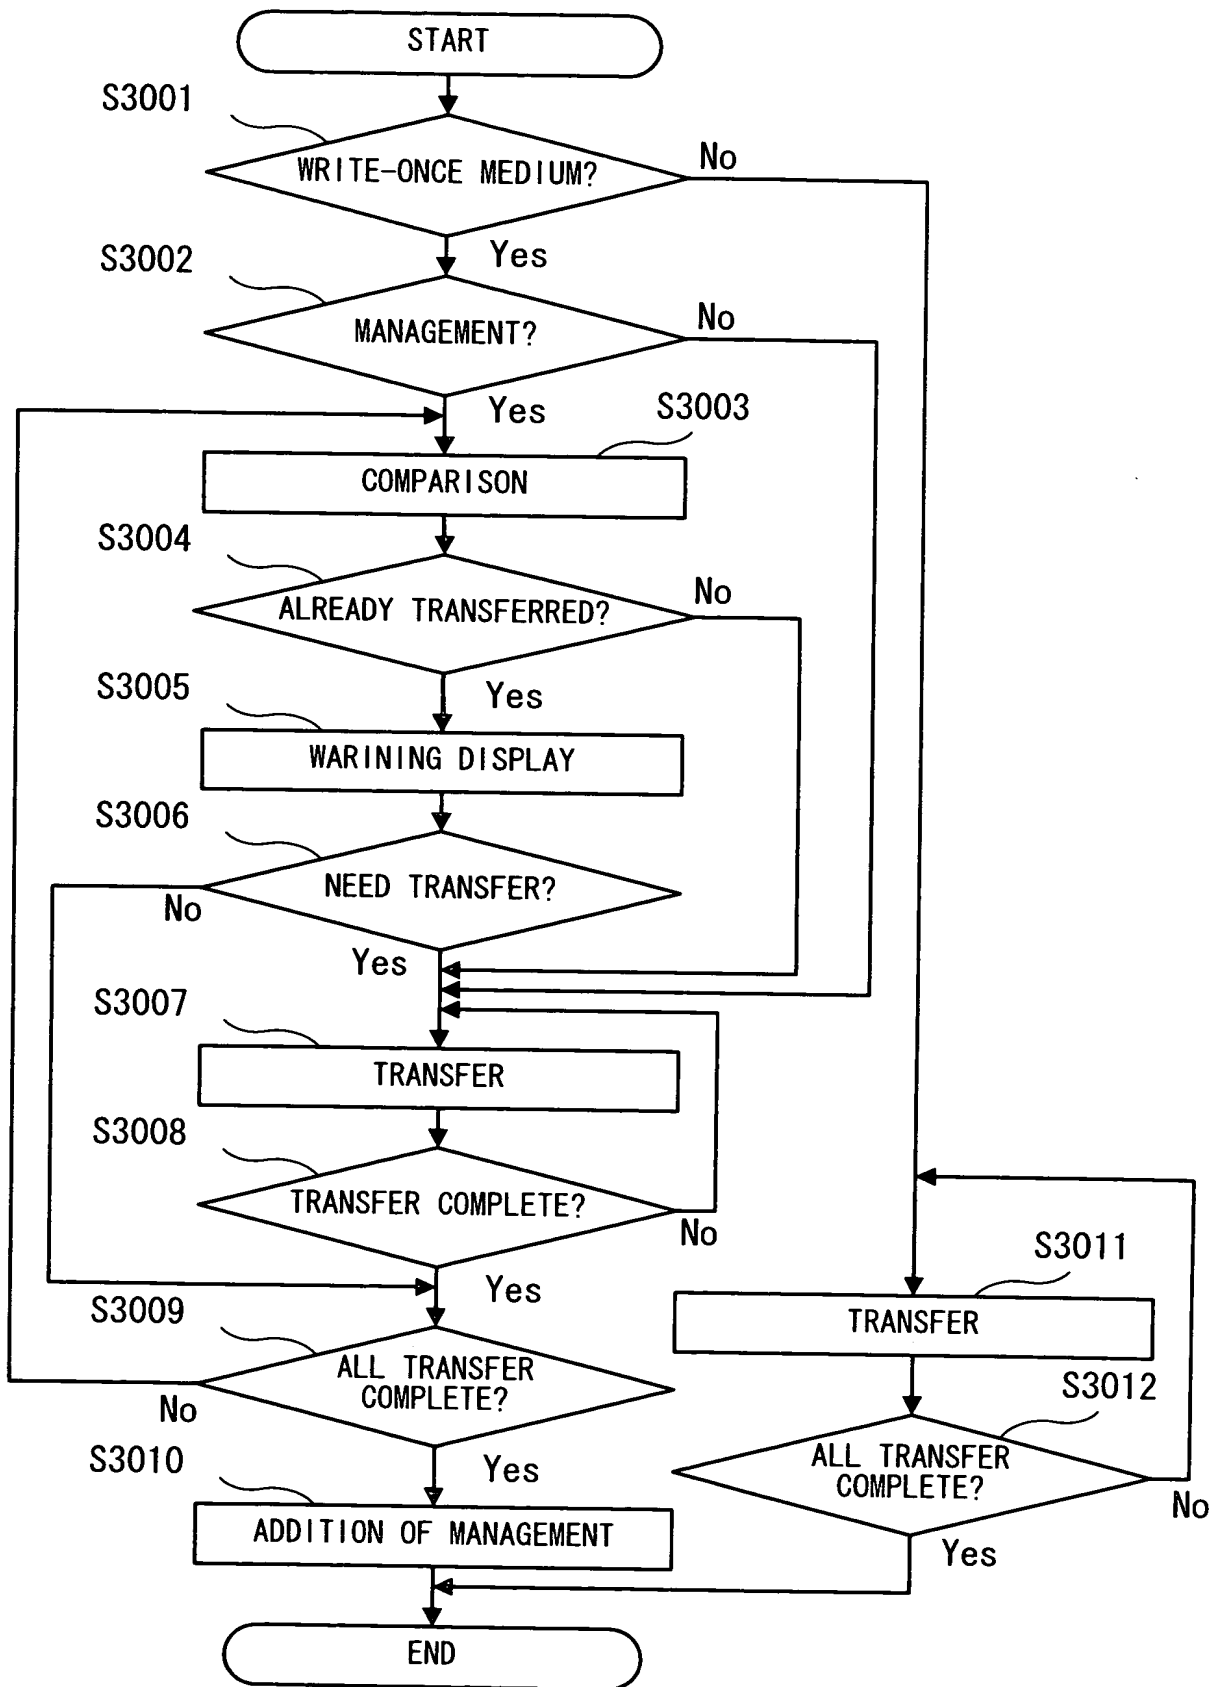 START
S3001
WRITE-ONCE MEDIUM?
No
Yes
S3002
MANAGEMENT?
No
Yes
S3003
COMPARISON
S3004
ALREADY TRANSFERRED?
No
Yes
S3005
WARINING DISPLAY
S3006
NEED TRANSFER?
No
Yes
S3007
TRANSFER
S3008
TRANSFER COMPLETE?
No
Yes
S3009
ALL TRANSFER
COMPLETE?
No
Yes
S3010
ADDITION OF MANAGEMENT
S3011
TRANSFER
S3012
ALL TRANSFER
COMPLETE?
No
Yes
END